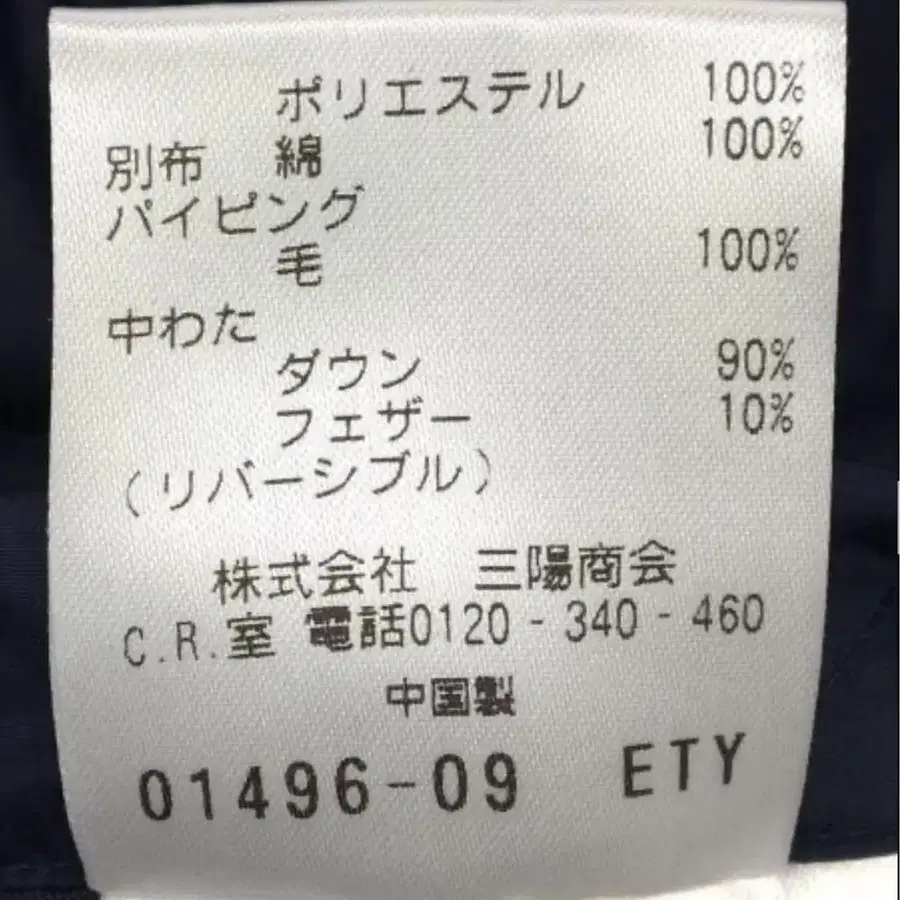 ポリエステル 100%
別布 綿 100%
パイピング
毛 100%
中わた
ダウン 90%
フェザー 10%
(リバーシブル)
株式会社 三陽商会
C.R.室 電話0120-340-460
中国製
01496-09 ETY